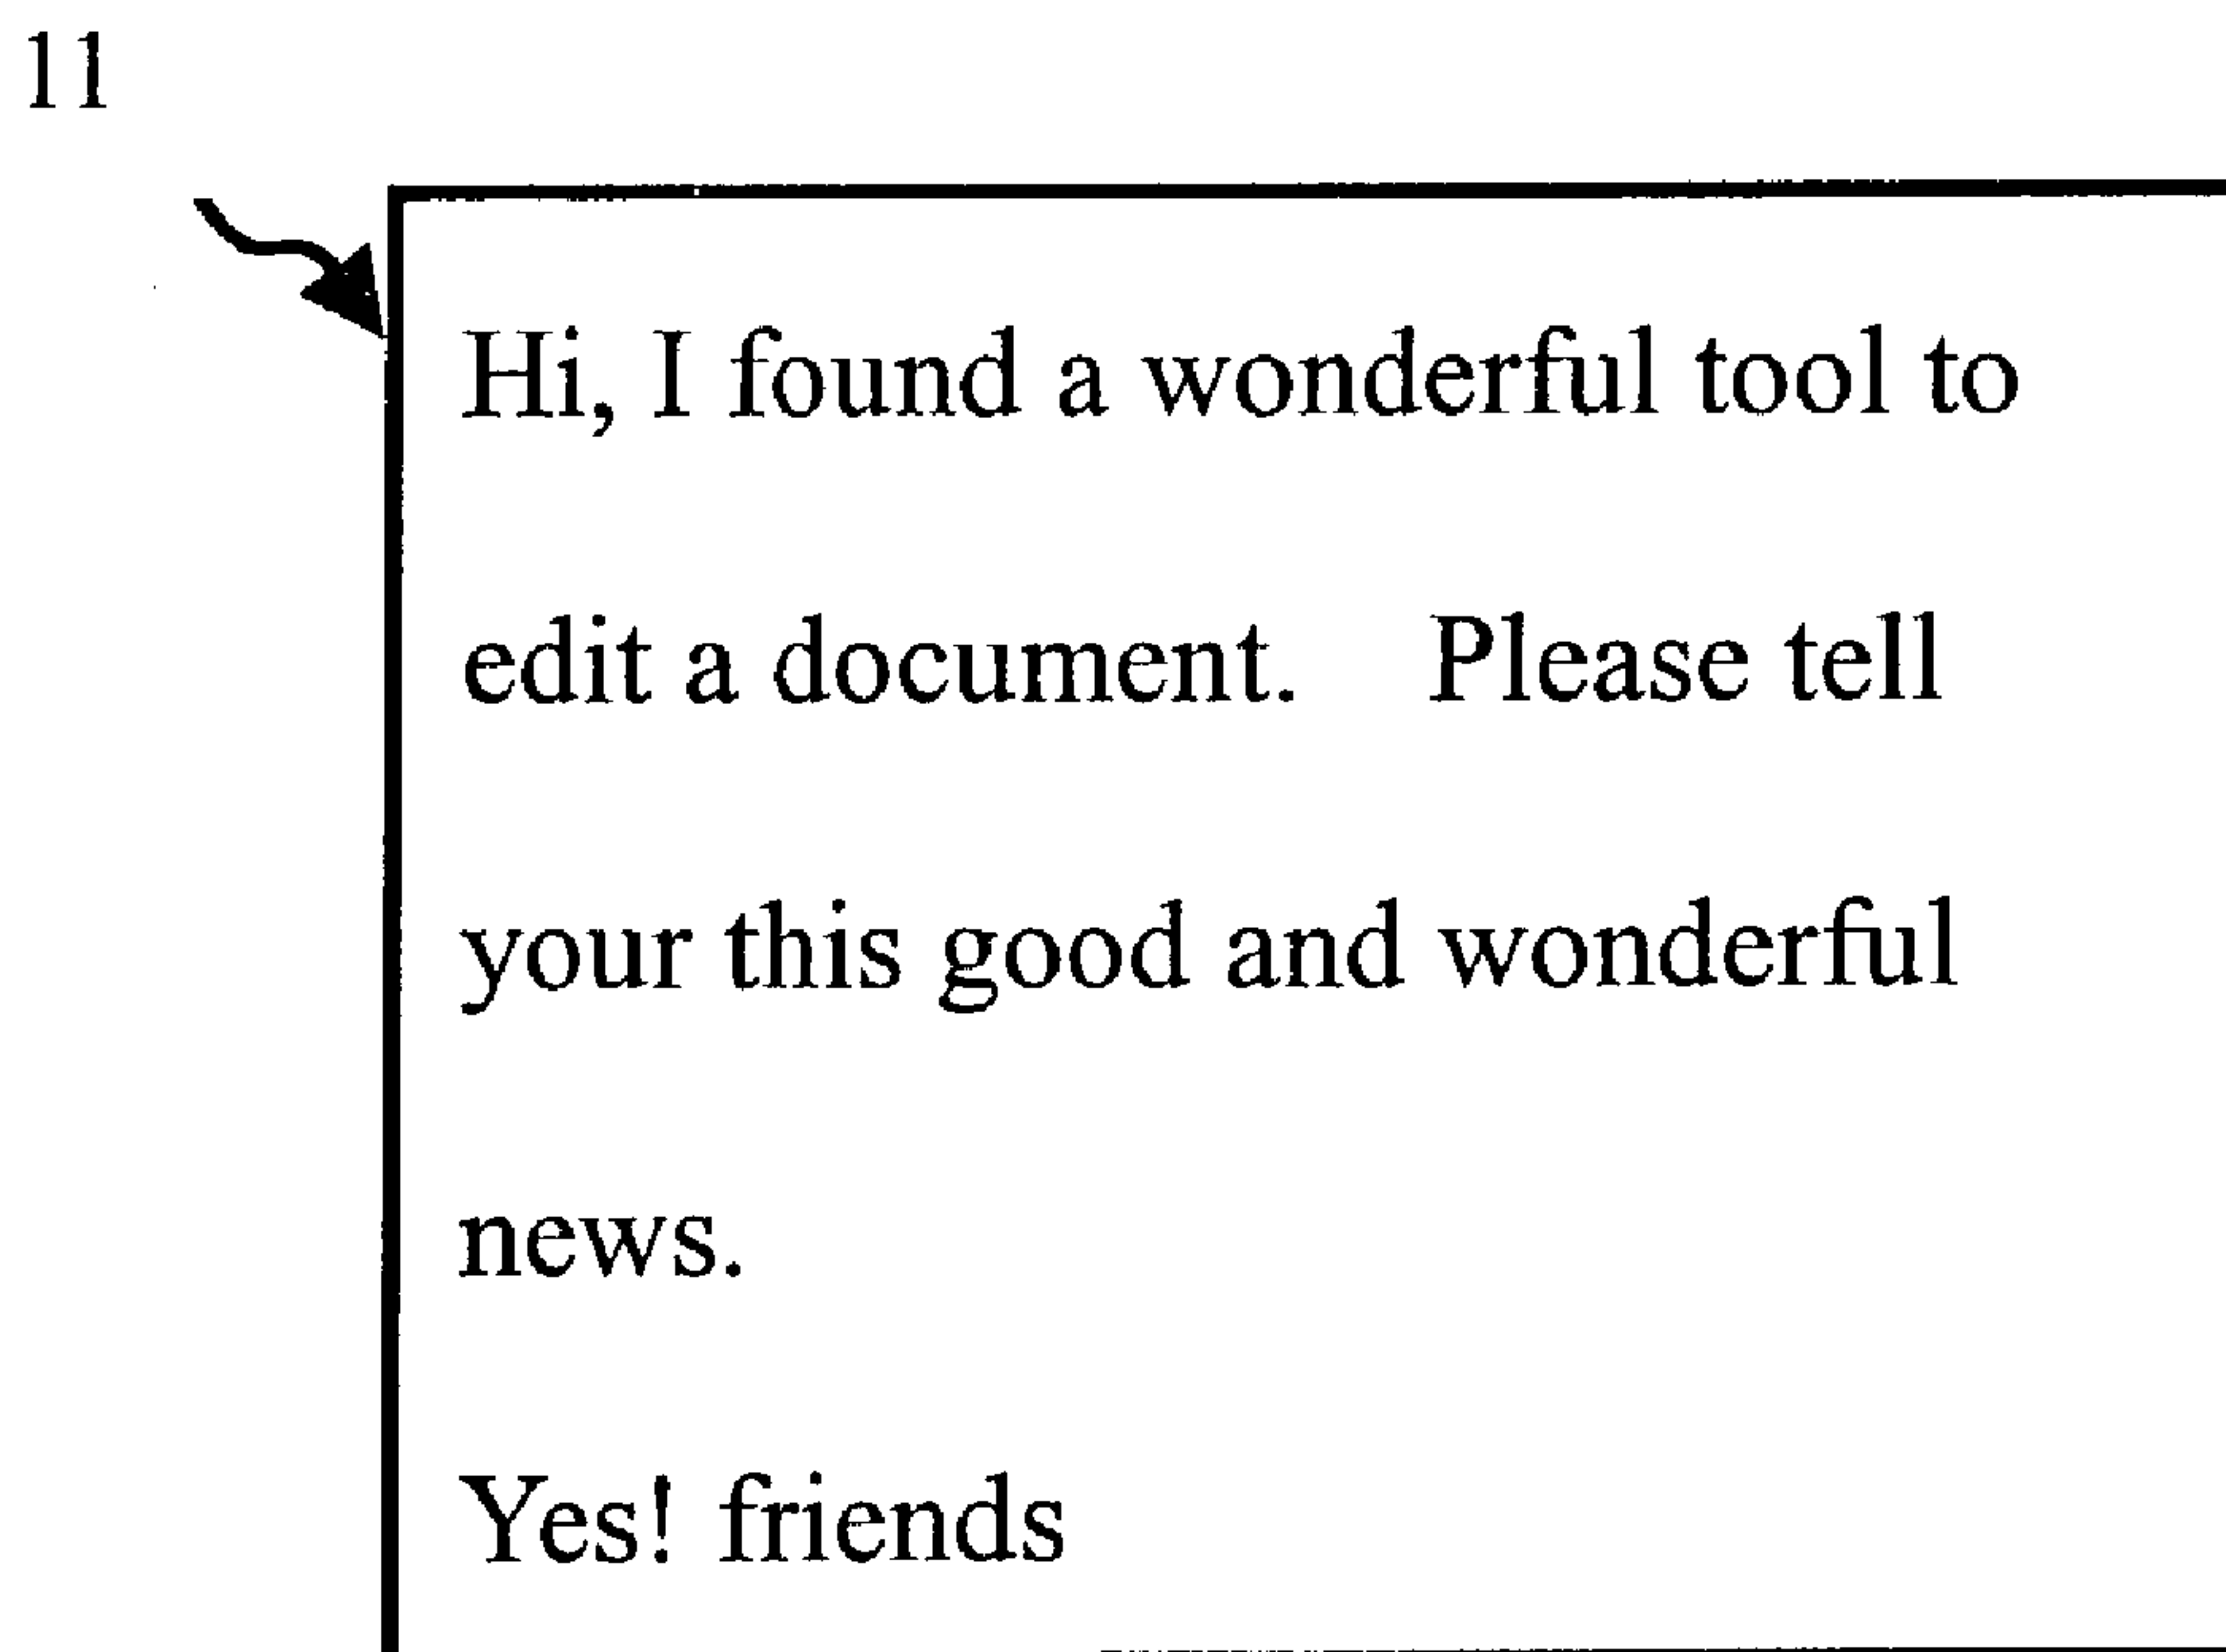 11
Hi, I found a wonderful tool to
edit a document.    Please tell
your this good and wonderful
news.
Yes! friends